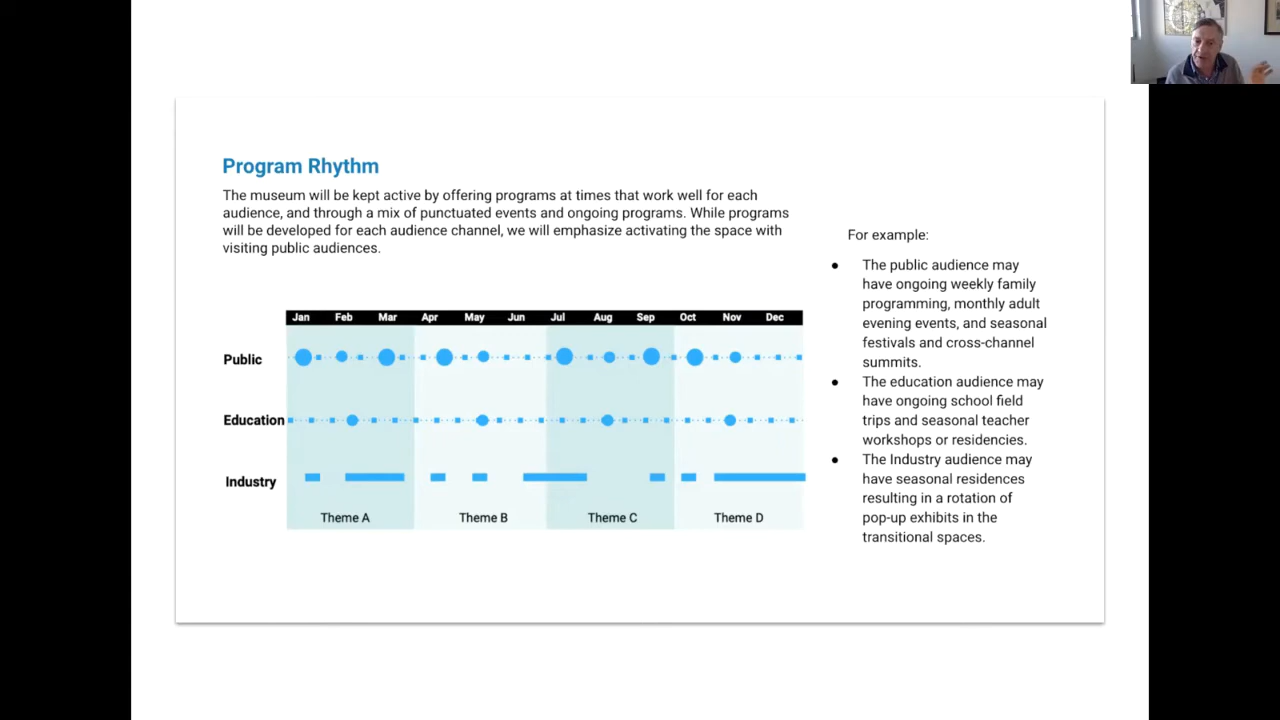 Program Rhythm
The museum will be kept active by offering programs at times that work well for each
audience, and through a mix of punctuated events and ongoing programs. While programs
will be developed for each audience channel, we will emphasize activating the space with
visiting public audiences.
Jan Feb Mar Apr May Jun Jul Aug Sep Oct Nov Dec
Public
Education
Industry
Theme A Theme B Theme C Theme D
For example:
● The public audience may
have ongoing weekly family
programming, monthly adult
evening events, and seasonal
festivals and cross-channel
summits.
● The education audience may
have ongoing school field
trips and seasonal teacher
workshops or residencies.
● The Industry audience may
have seasonal residences
resulting in a rotation of
pop-up exhibits in the
transitional spaces.